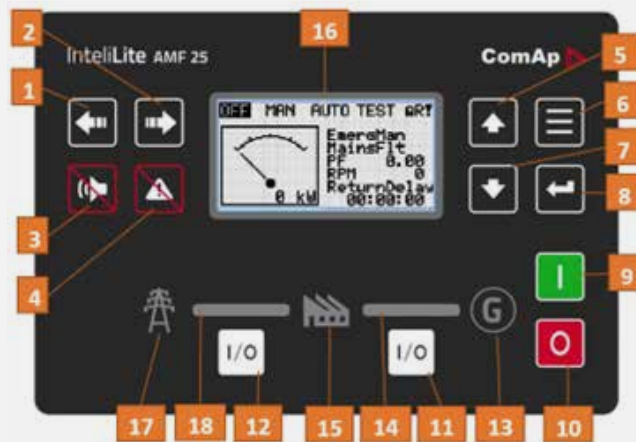 2
16
InteliLite AMF 25
ComAp
5
1
6
OFF MAN AUTO TEST
EmergMan
MainsFlt
PF 0.00
RPM 0
ReturnDelay
00:00:00
0 kW
7
8
3
4
9
I
G
I/O
I/O
O
17
18
12
15
14
11
13
10